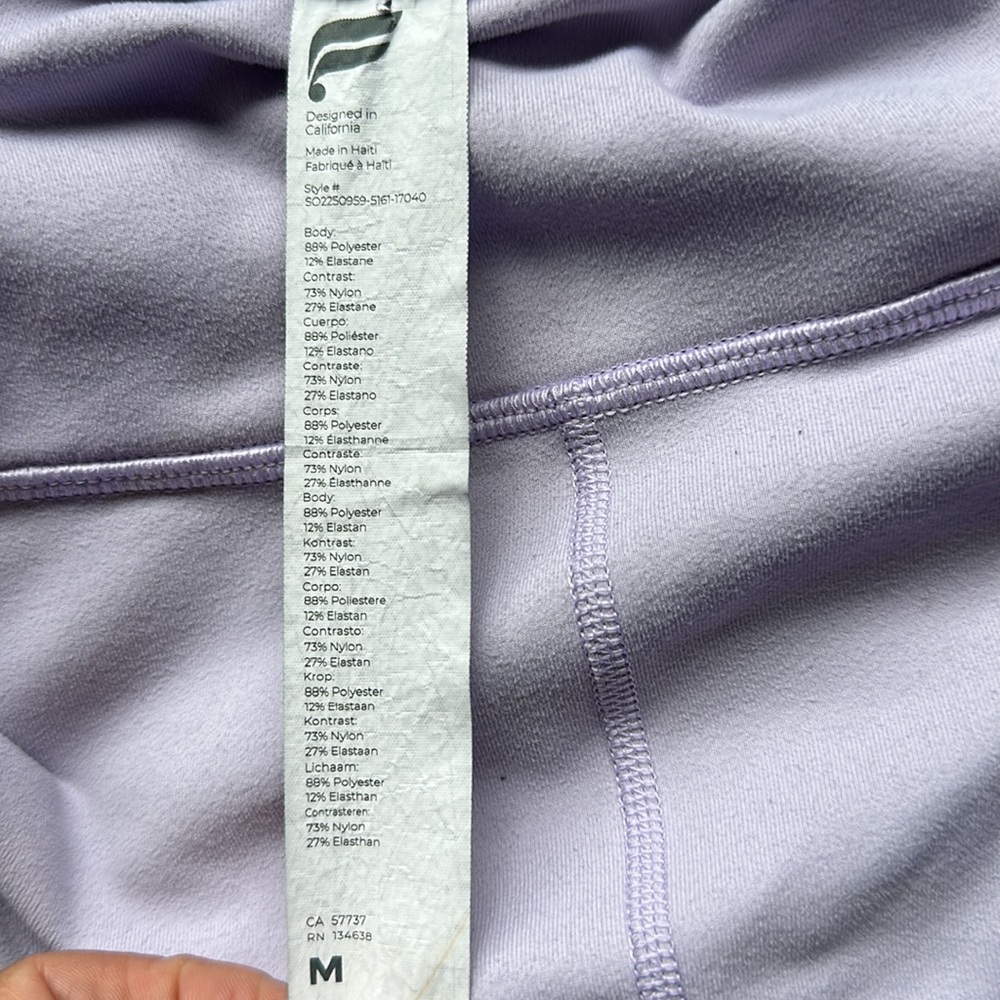 Designed in
California
Made in Haiti
Fabriqué à Haïti
Style #
SO2250959-5161-17040
Body:
88% Polyester
12% Elastane
Contrast:
73% Nylon
27% Elastane
Cuerpo:
88% Poliéster
12% Elastano
Contraste:
73% Nylon
27% Elastano
Corps:
88% Polyester
12% Élasthanne
Contraste:
73% Nylon
27% Élasthanne
Body:
88% Polyester
12% Elastan
Kontrast:
73% Nylon
27% Elastan
Corpo:
88% Poliestere
12% Elastan
Contrasto:
73% Nylon
27% Elastan
Krop:
88% Polyester
12% Elastaan
Kontrast:
73% Nylon
27% Elastaan
Lichaam:
88% Polyester
12% Elasthan
Contrasteren:
73% Nylon
27% Elasthan
CA 57737
RN 134638
M